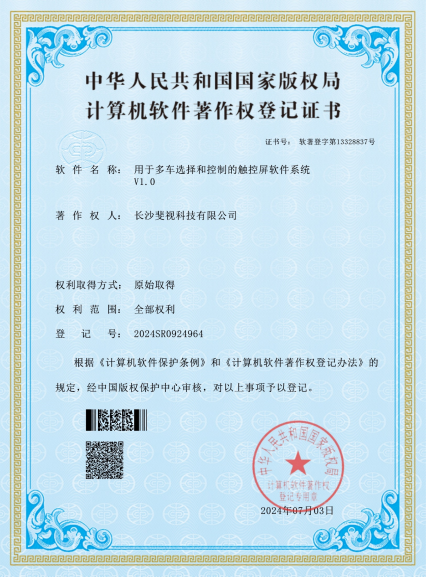 中华人民共和国国家版权局
计算机软件著作权登记证书
证书号： 软著登字第13328837号
软件名称： 用于多车选择和控制的触控屏软件系统
V1.0
著作权人： 长沙斐视科技有限公司
权利取得方式： 原始取得
权利范围： 全部权利
登记号： 2024SR0924964
根据《计算机软件保护条例》和《计算机软件著作权登记办法》的
规定，经中国版权保护中心审核，对以上事项予以登记。
中华人民共和国国家版权局
计算机软件著作权
登记专用章
2024年07月03日